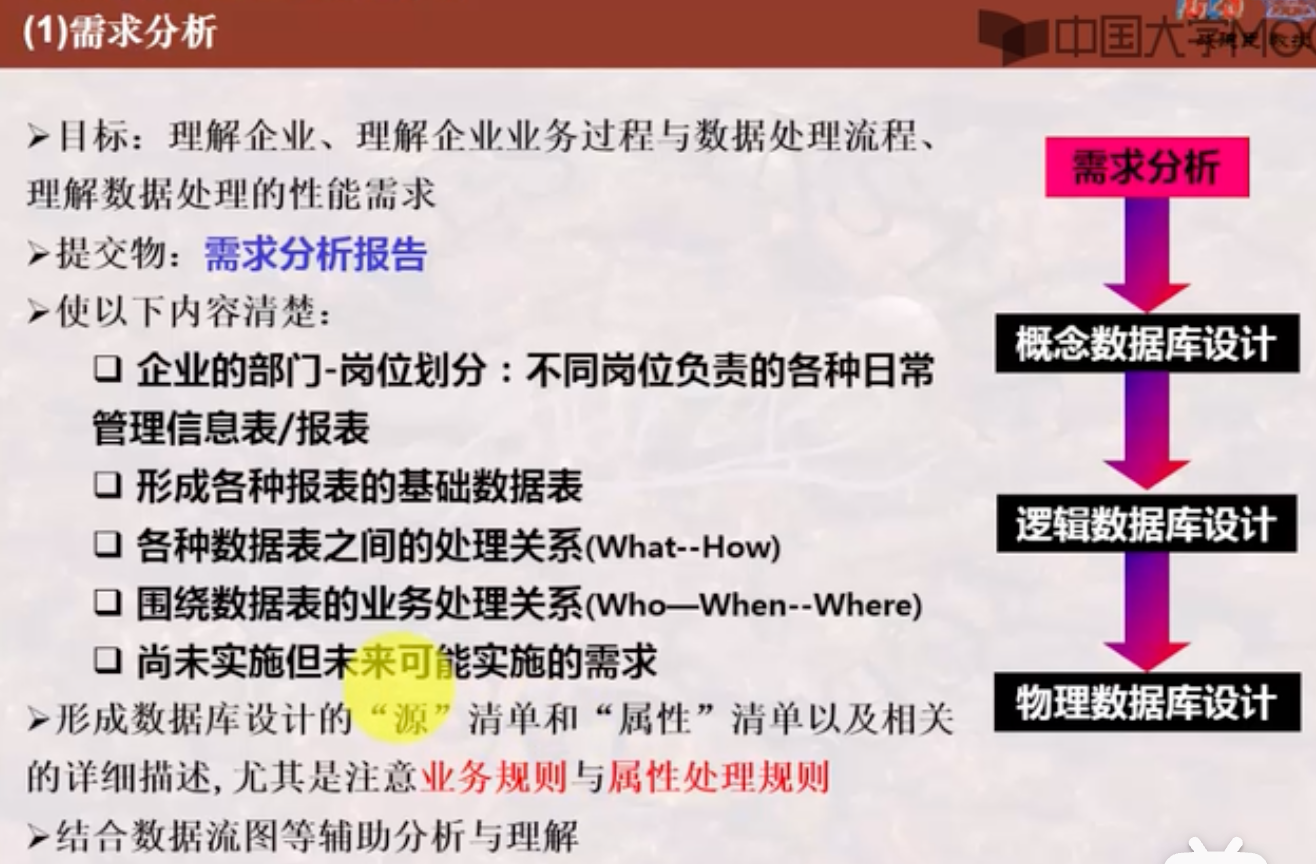 (1)需求分析
中国大学MOO
➢目标：理解企业、理解企业业务过程与数据处理流程、
理解数据处理的性能需求
➢提交物：需求分析报告
➢使以下内容清楚：
❑ 企业的部门-岗位划分：不同岗位负责的各种日常
管理信息表/报表
❑ 形成各种报表的基础数据表
❑ 各种数据表之间的处理关系(What--How)
❑ 围绕数据表的业务处理关系(Who—When--Where)
❑ 尚未实施但未来可能实施的需求
➢形成数据库设计的“源”清单和“属性”清单以及相关
的详细描述, 尤其是注意业务规则与属性处理规则
➢结合数据流图等辅助分析与理解
需求分析
概念数据库设计
逻辑数据库设计
物理数据库设计